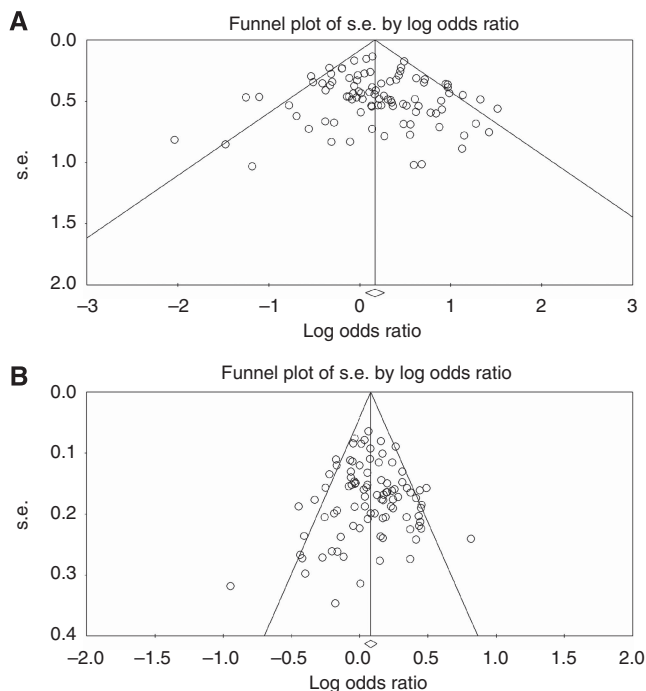 A
Funnel plot of s.e. by log odds ratio
0.0
0.5
1.0
1.5
2.0
s.e.
−3 −2 −1 0 1 2 3
Log odds ratio
B
Funnel plot of s.e. by log odds ratio
0.0
0.1
0.2
0.3
0.4
s.e.
−2.0 −1.5 −1.0 −0.5 0.0 0.5 1.0 1.5 2.0
Log odds ratio